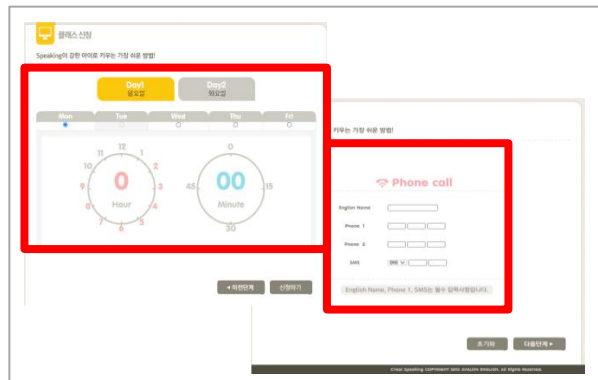 클래스 신청
Speaking이 강한 아이로 키우는 가장 쉬운 방법!
Day1
월요일
Day2
화요일
Mon Tue Wed Thu Fri
12
11 1
10 2
9 3
8 4
7 5
6
0
Hour
0
45 15
30
00
Minute
◂ 이전단계
신청하기
키우는 가장 쉬운 방법!
Phone call
English Name
Phone 1
Phone 2
SMS
English Name, Phone 1, SMS는 필수 입력사항입니다.
초기화
다음단계 ▸